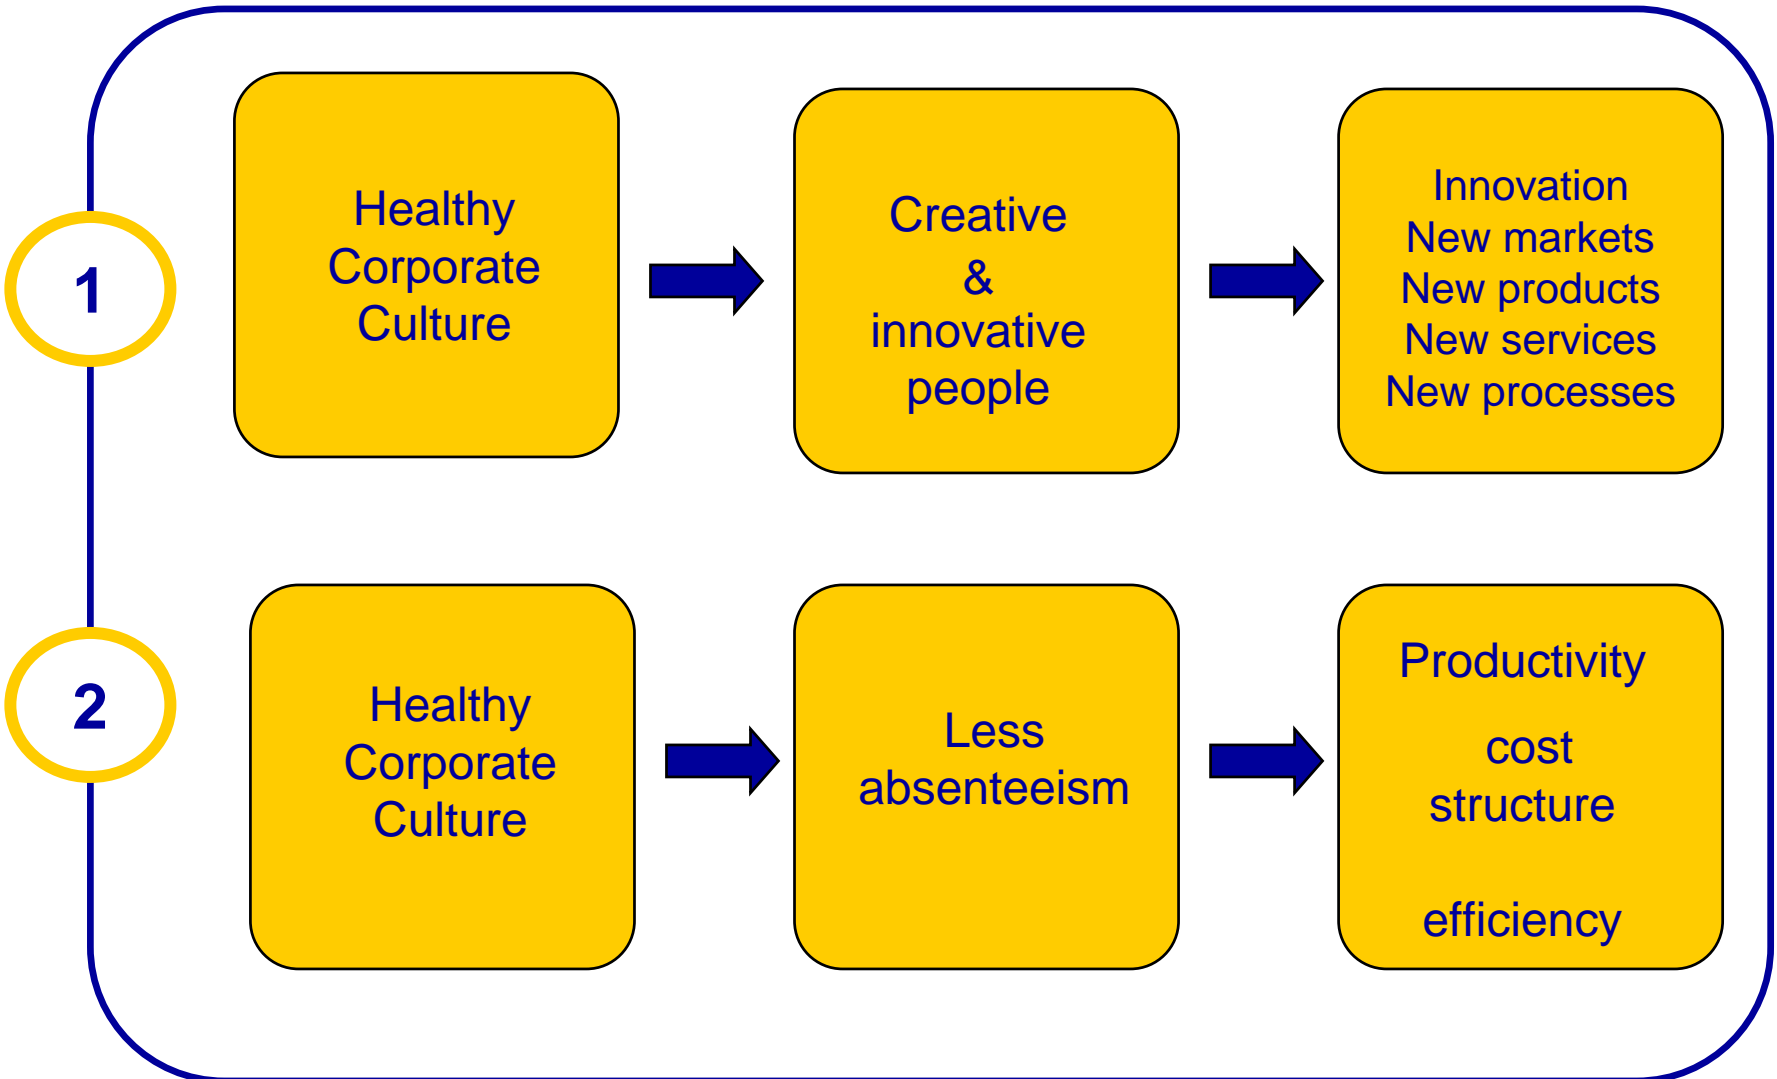 1
Healthy
Corporate
Culture
Creative
&
innovative
people
Innovation
New markets
New products
New services
New processes
2
Healthy
Corporate
Culture
Less
absenteeism
Productivity
cost
structure
efficiency